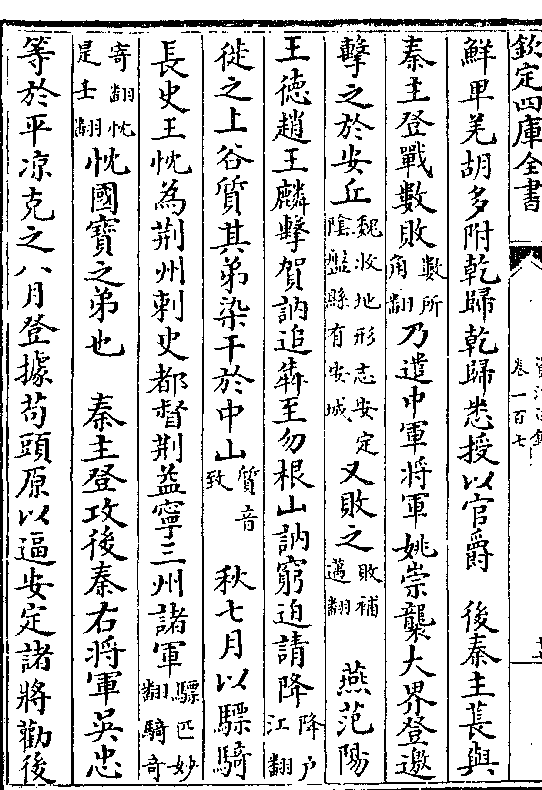 欽定四庫全書
卷一百七
鮮卑羌胡多附乾歸乾歸悉授以官爵　後秦主萇與
秦主登戰數敗數所角翻乃遣中軍將軍姚崇襲大界登邀
擊之於安丘魏收地形志安定隂盤縣有安城又敗之敗補邁翻　燕范陽
王德趙王麟擊賀訥追犇至勿根山訥窮迫請降降户江翻
徙之上谷質其弟染干於中山質音致　秋七月以驃騎
長史王忱為荆州刺史都督荆益寧三州諸軍驃匹妙翻騎奇
寄翻忱是壬翻忱國寶之弟也　秦主登攻後秦右將軍吳忠
等於平凉克之八月登據苟頭原以逼安定諸將勸後